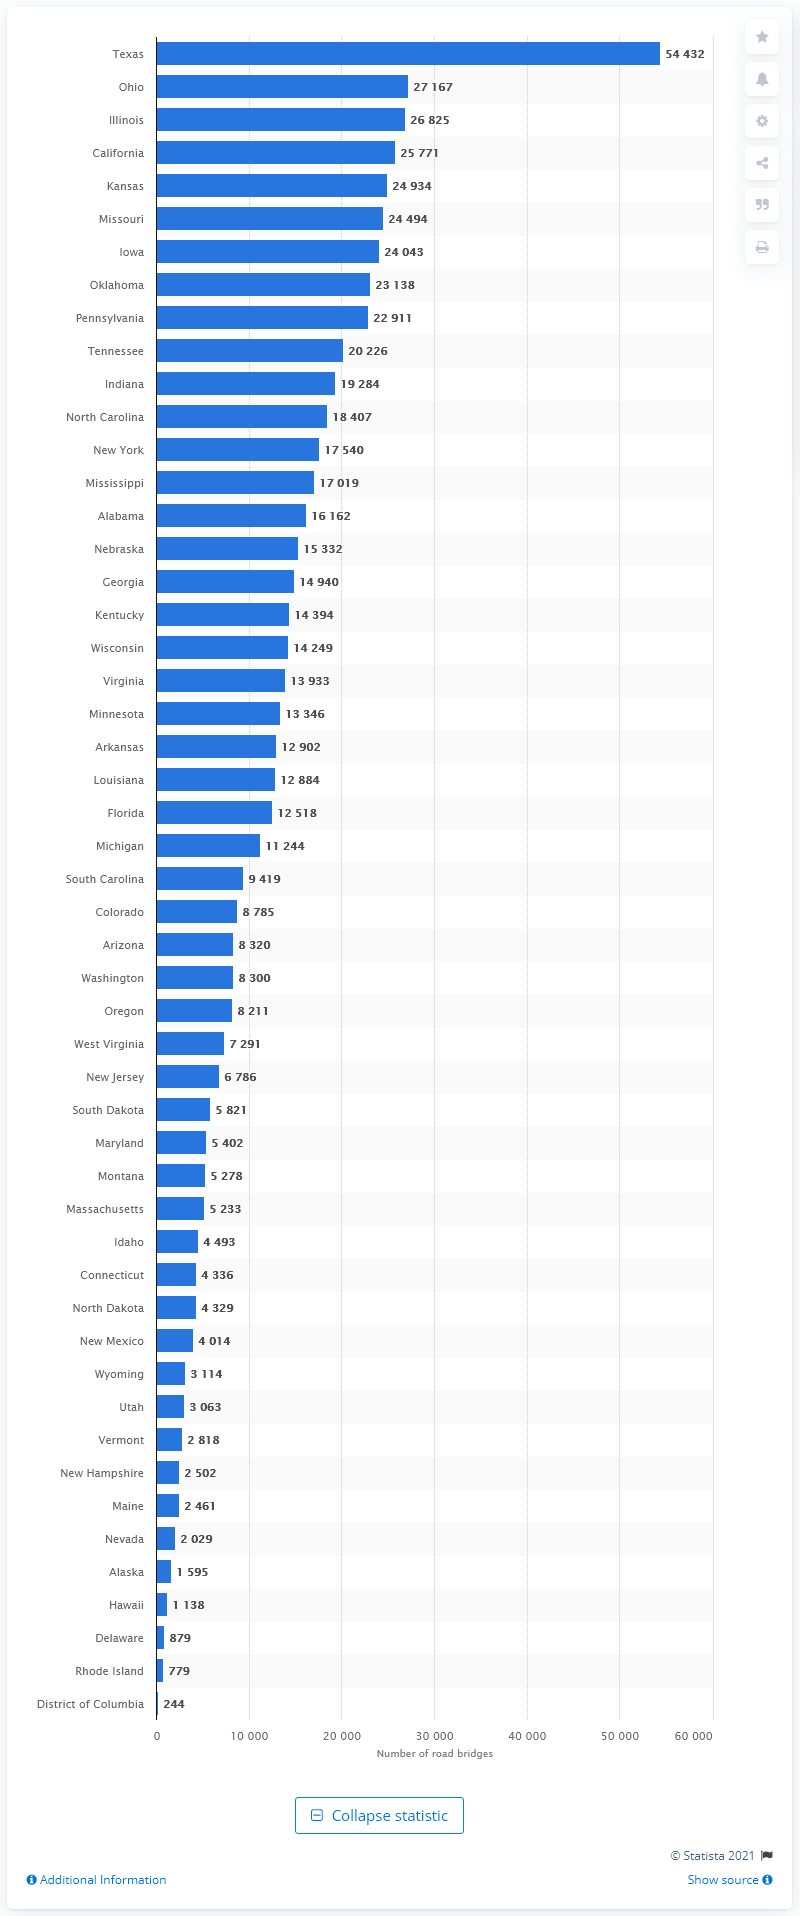 Texas 54 432
Ohio 27 167
Illinois 26 825
California 25 771
Kansas 24 934
Missouri 24 494
Iowa 24 043
Oklahoma 23 138
Pennsylvania 22 911
Tennessee 20 226
Indiana 19 284
North Carolina 18 407
New York 17 540
Mississippi 17 019
Alabama 16 162
Nebraska 15 332
Georgia 14 940
Kentucky 14 394
Wisconsin 14 249
Virginia 13 933
Minnesota 13 346
Arkansas 12 902
Louisiana 12 884
Florida 12 518
Michigan 11 244
South Carolina 9 419
Colorado 8 785
Arizona 8 320
Washington 8 300
Oregon 8 211
West Virginia 7 291
New Jersey 6 786
South Dakota 5 821
Maryland 5 402
Montana 5 278
Massachusetts 5 233
Idaho 4 493
Connecticut 4 336
North Dakota 4 329
New Mexico 4 014
Wyoming 3 114
Utah 3 063
Vermont 2 818
New Hampshire 2 502
Maine 2 461
Nevada 2 029
Alaska 1 595
Hawaii 1 138
Delaware 879
Rhode Island 779
District of Columbia 244
0 10 000 20 000 30 000 40 000 50 000 60 000
Number of road bridges
Collapse statistic
© Statista 2021
Additional Information Show source